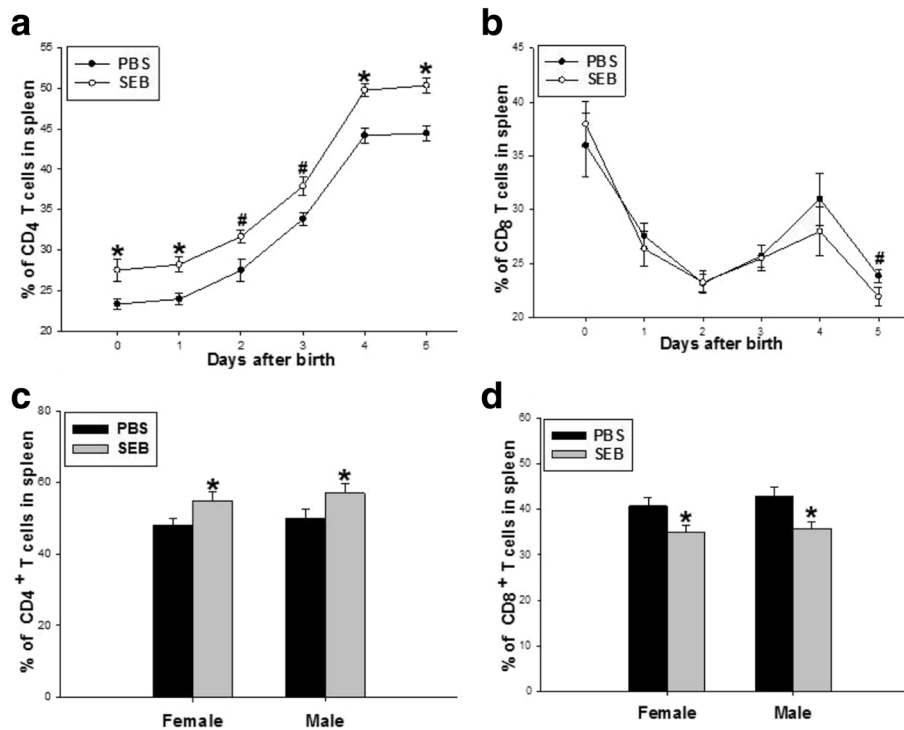 a
PBS
SEB
% of CD4 T cells in spleen
55
50
45
40
35
30
25
20
* * # # * *
0 1 2 3 4 5
Days after birth
b
PBS
SEB
% of CD8 T cells in spleen
45
40
35
30
25
20
#
0 1 2 3 4 5
Days after birth
c
PBS
SEB
% of CD4 + T cells in spleen
80
60
40
20
0
* *
Female Male
d
PBS
SEB
% of CD8 + T cells in spleen
60
50
40
30
20
10
0
* *
Female Male